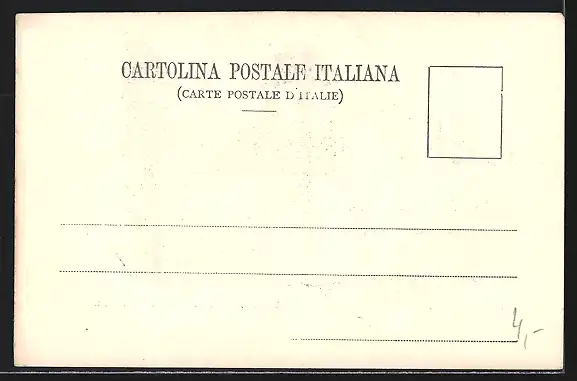 CARTOLINA POSTALE ITALIANA
(CARTE POSTALE D'ITALIE)
4,-